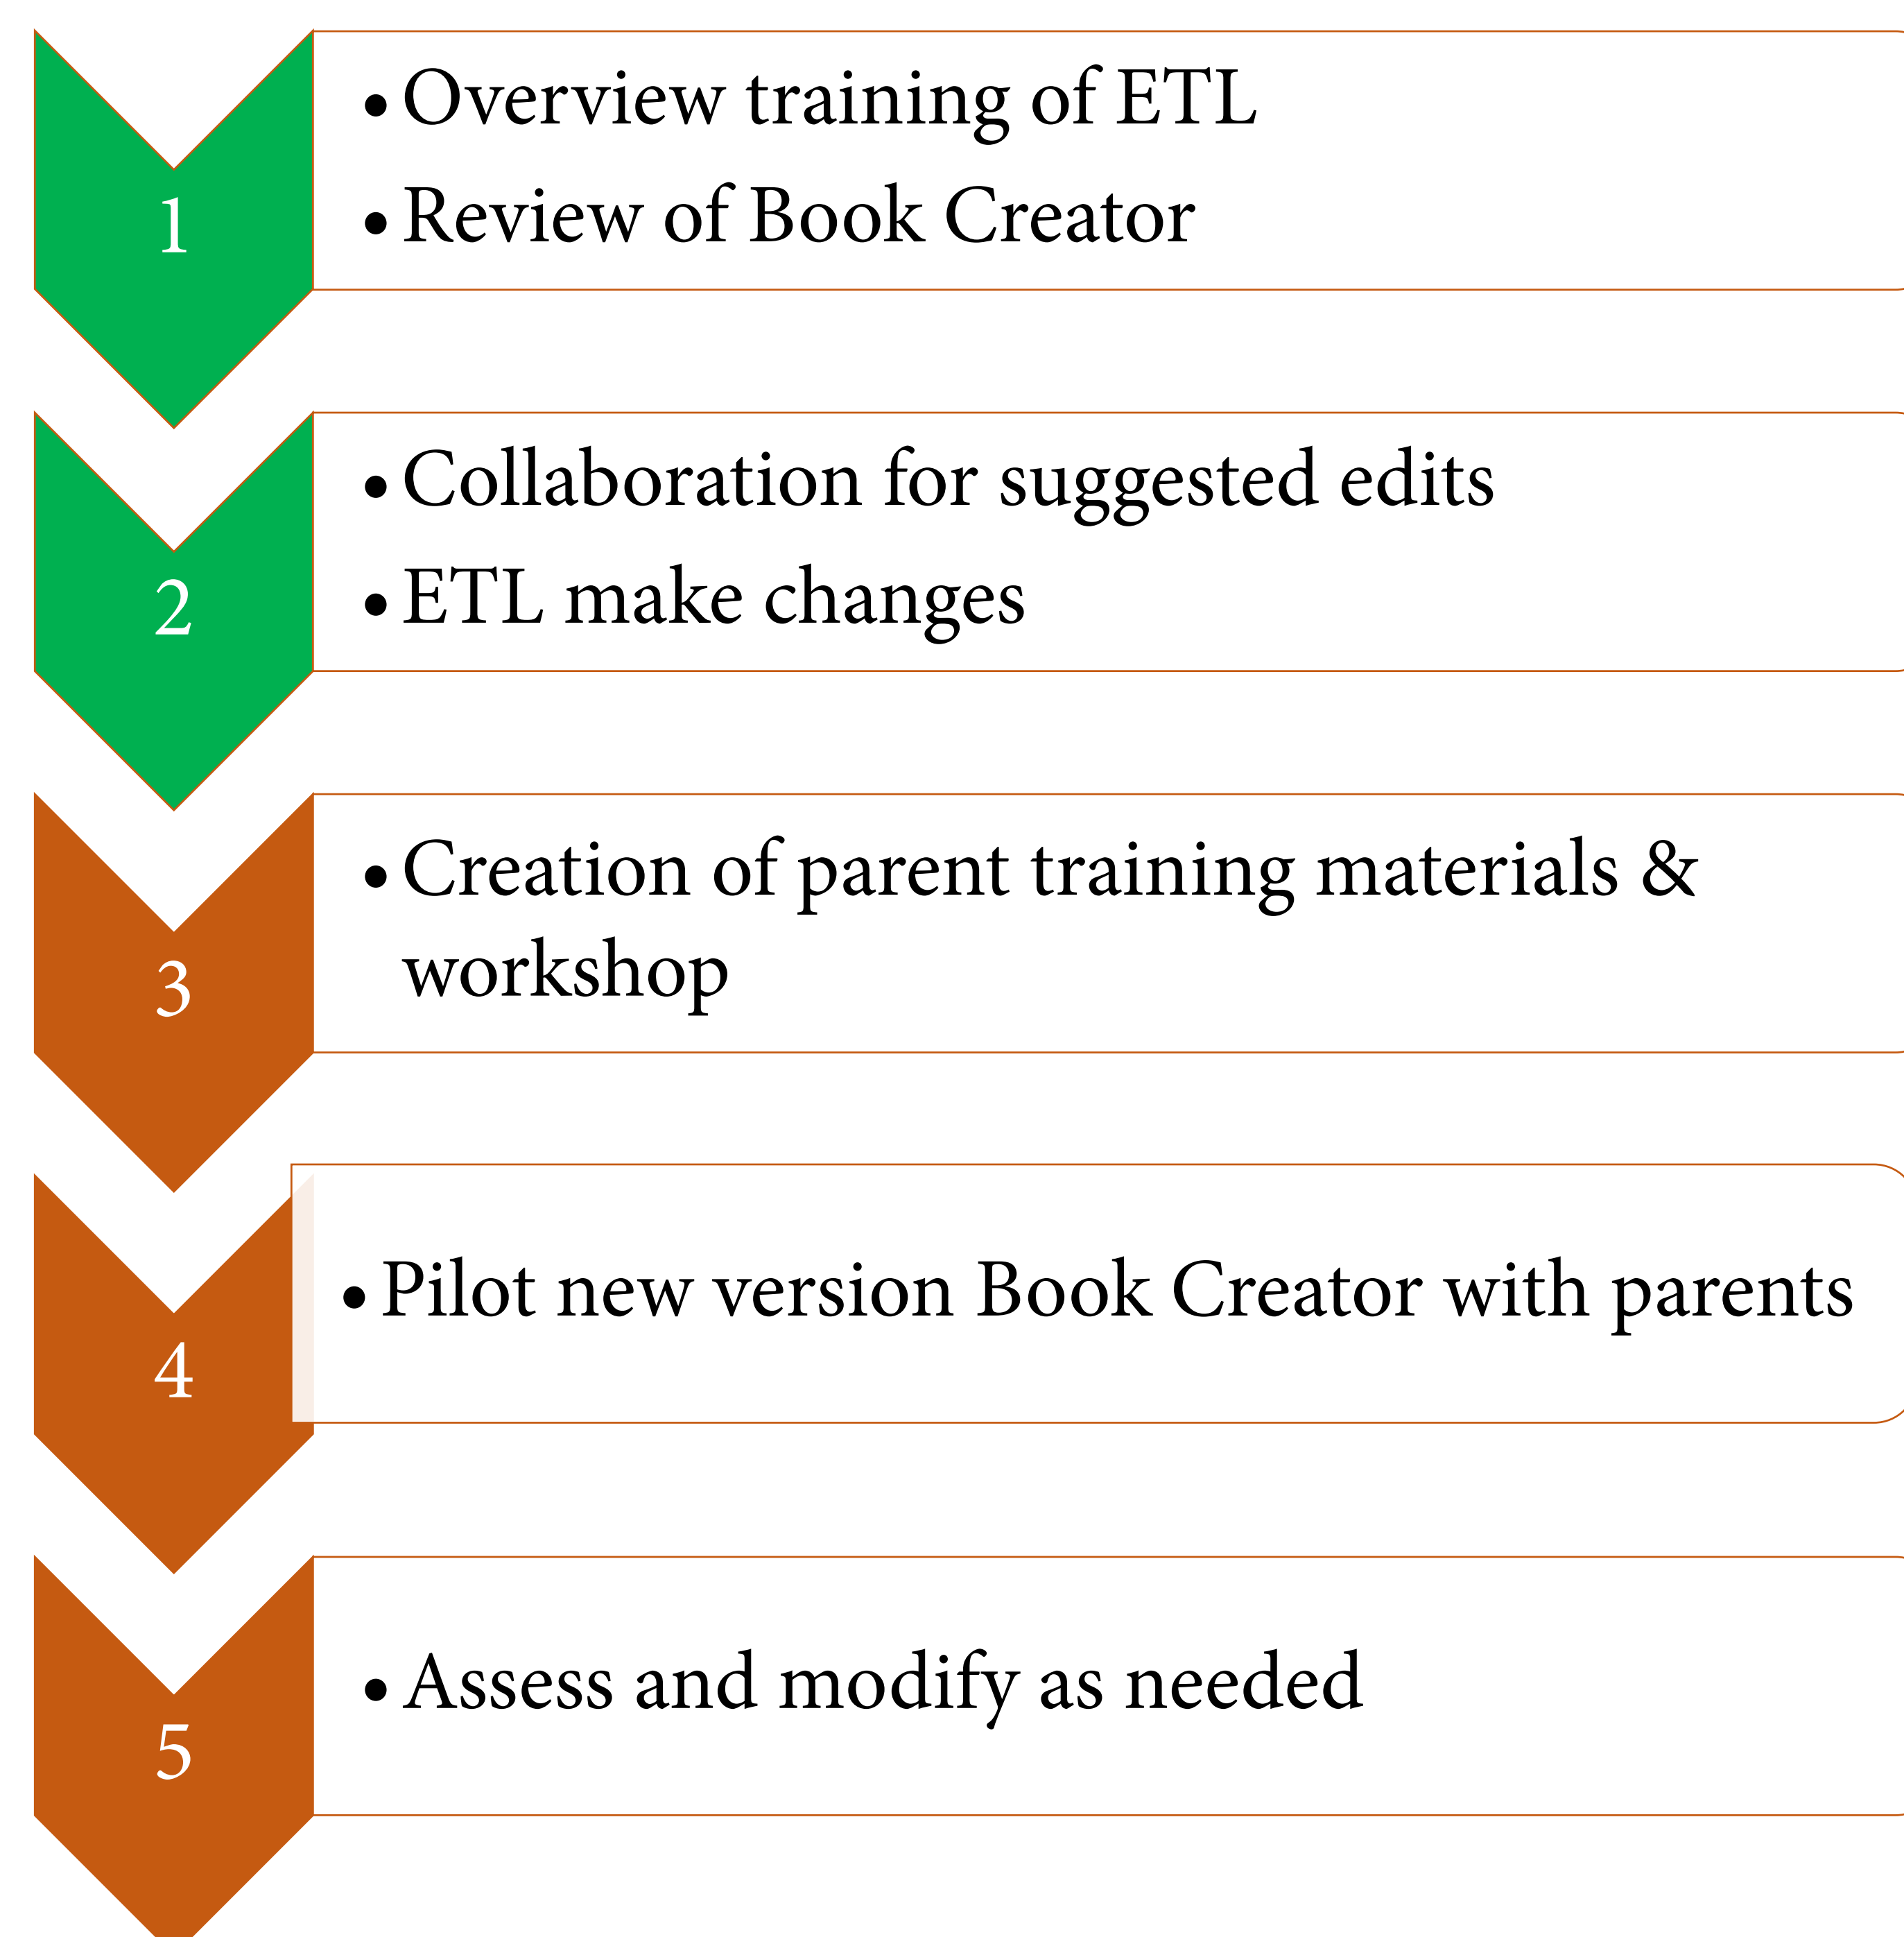 1
• Overview training of ETL
• Review of Book Creator
2
• Collaboration for suggested edits
• ETL make changes
3
• Creation of parent training materials &
workshop
4
• Pilot new version Book Creator with parents
5
• Assess and modify as needed